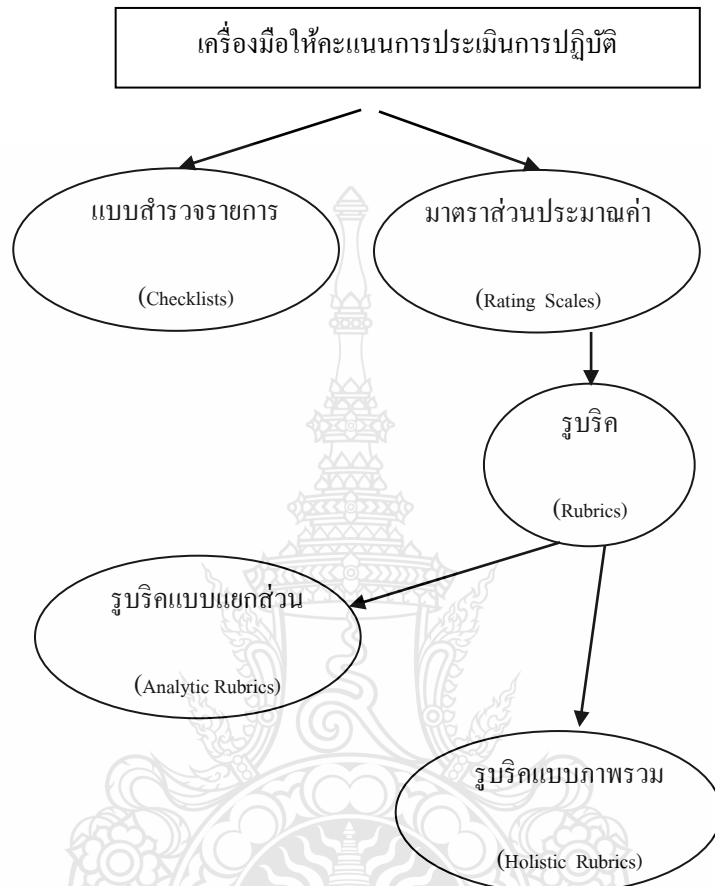 เครื่องมือให้คะแนนการประเมินการปฏิบัติ
แบบสำรวจรายการ
(Checklists)
มาตราส่วนประมาณค่า
(Rating Scales)
รูบริค
(Rubrics)
รูบริคแบบแยกส่วน
(Analytic Rubrics)
รูบริคแบบภาพรวม
(Holistic Rubrics)